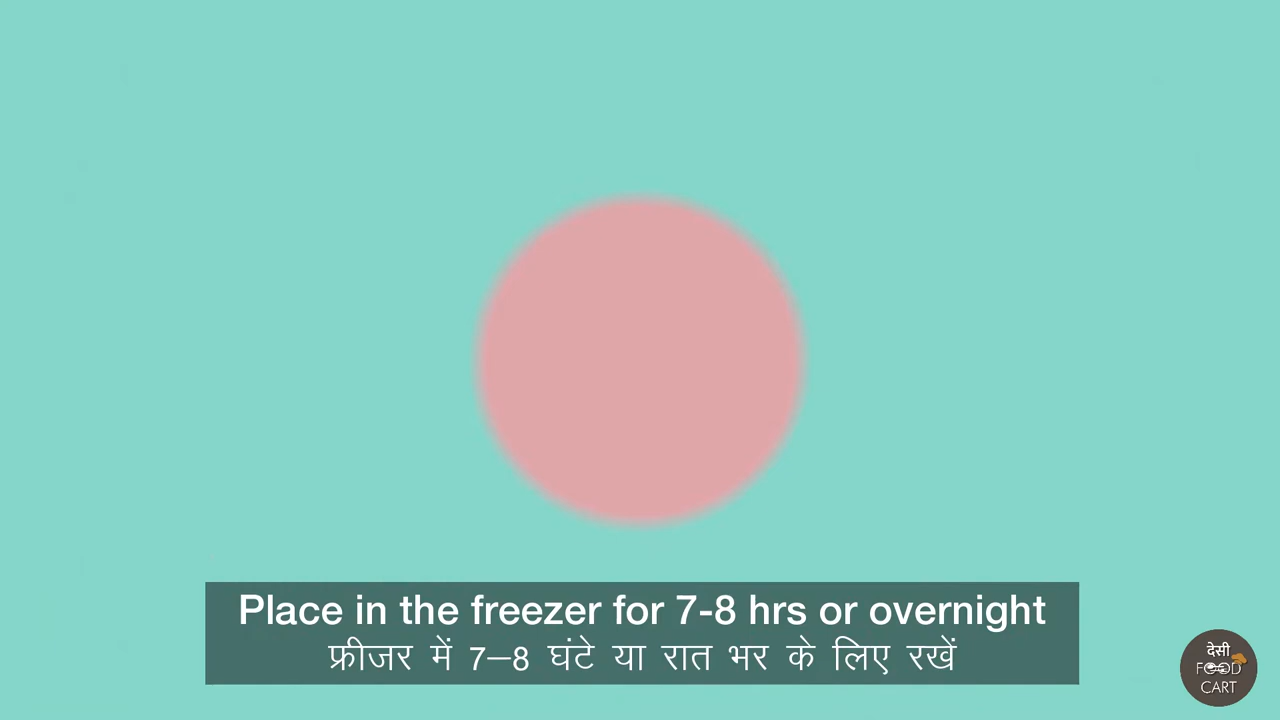 Place in the freezer for 7-8 hrs or overnight
फ्रीजर में 7–8 घंटे या रात भर के लिए रखें
देसी
FOOD
CART